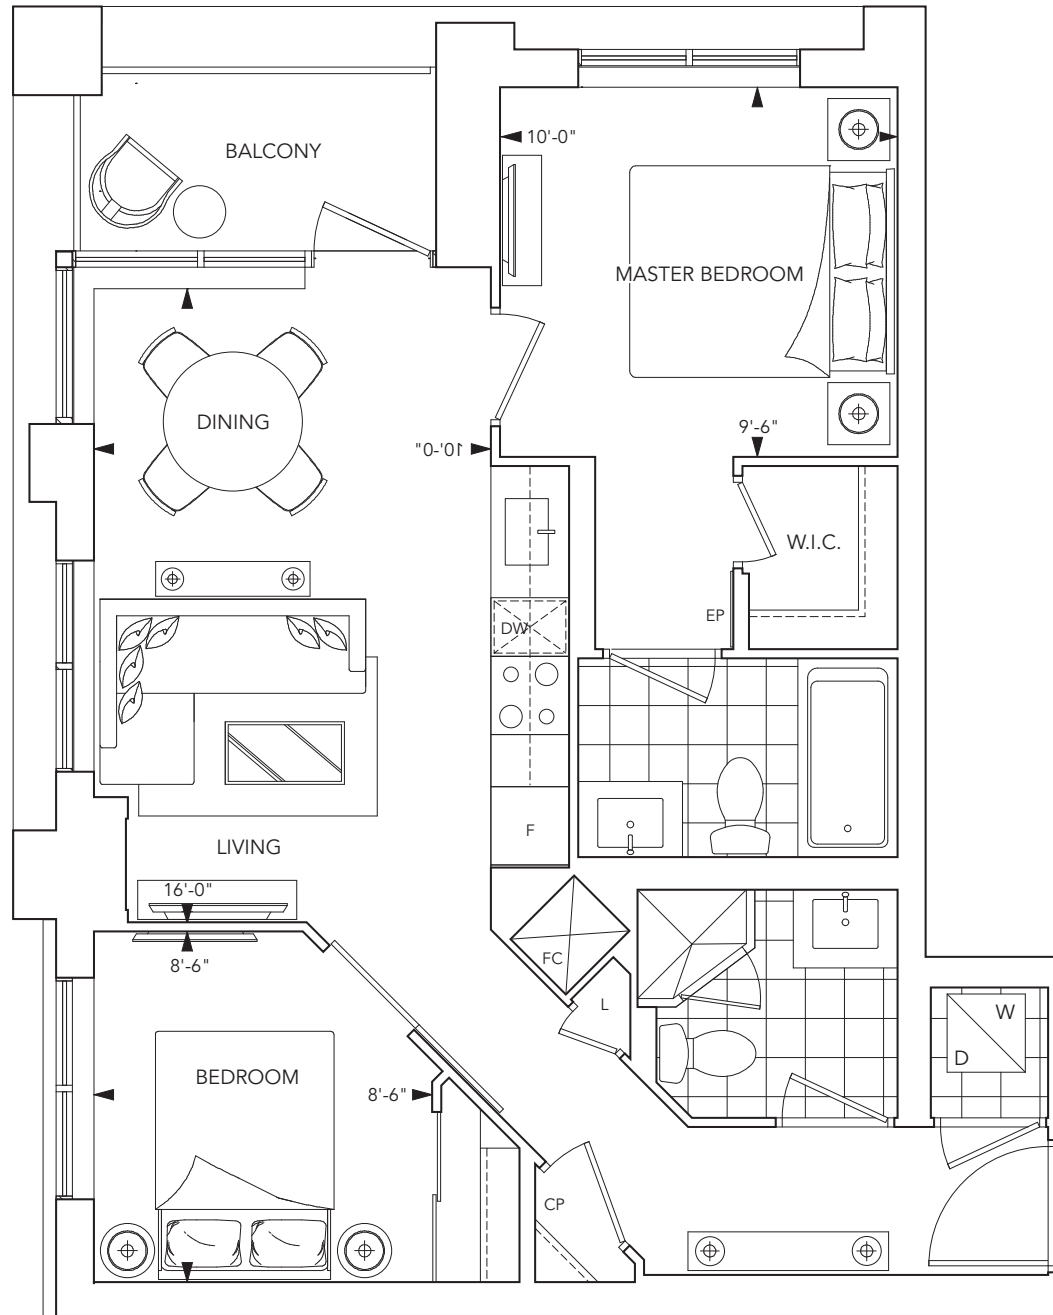 BALCONY
10'-0"
MASTER BEDROOM
DINING
9'-6"
10'-0"
W.I.C.
EP
DW
F
LIVING
16'-0"
8'-6"
FC
L
W
D
BEDROOM
8'-6"
CP